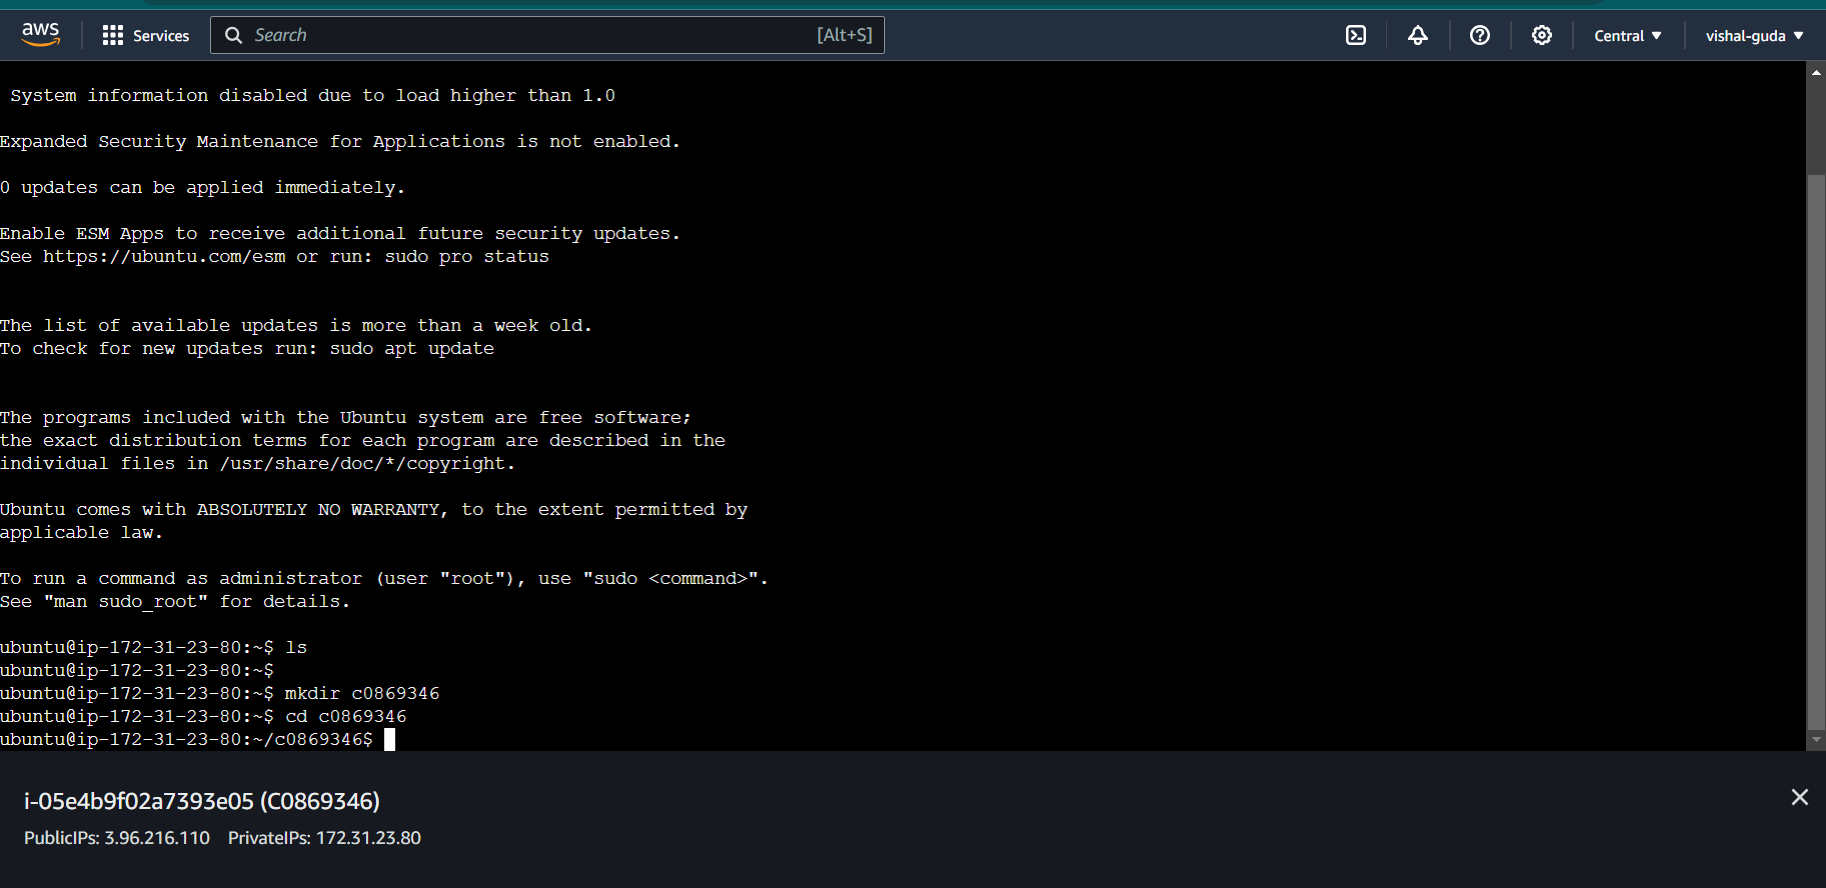 aws Services Search [Alt+S] Central vishal-guda
System information disabled due to load higher than 1.0
Expanded Security Maintenance for Applications is not enabled.
0 updates can be applied immediately.
Enable ESM Apps to receive additional future security updates.
See https://ubuntu.com/esm or run: sudo pro status
The list of available updates is more than a week old.
To check for new updates run: sudo apt update
The programs included with the Ubuntu system are free software;
the exact distribution terms for each program are described in the
individual files in /usr/share/doc/*/copyright.
Ubuntu comes with ABSOLUTELY NO WARRANTY, to the extent permitted by
applicable law.
To run a command as administrator (user "root"), use "sudo <command>".
See "man sudo_root" for details.
ubuntu@ip-172-31-23-80:~$ ls
ubuntu@ip-172-31-23-80:~$
ubuntu@ip-172-31-23-80:~$ mkdir c0869346
ubuntu@ip-172-31-23-80:~$ cd c0869346
ubuntu@ip-172-31-23-80:~/c0869346$
i-05e4b9f02a7393e05 (C0869346)
PublicIPs: 3.96.216.110 PrivateIPs: 172.31.23.80